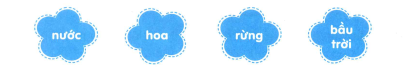 nước
hoa
rừng
bầu
trời